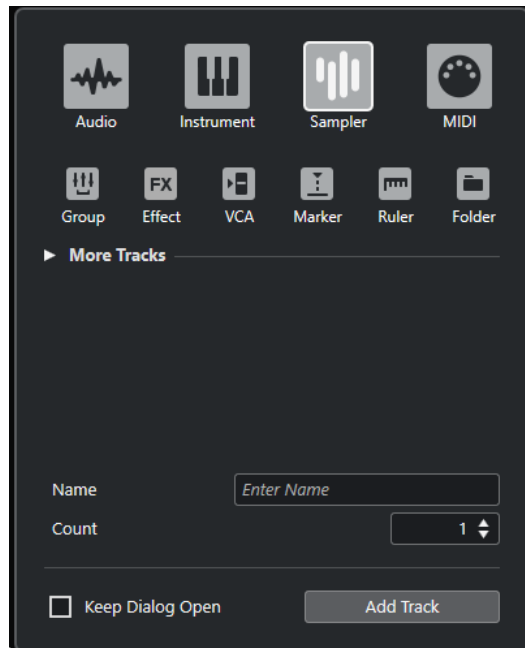 Audio Instrument Sampler MIDI
FX
Group Effect VCA Marker Ruler Folder
More Tracks
Name Enter Name
Count 1
Keep Dialog Open Add Track